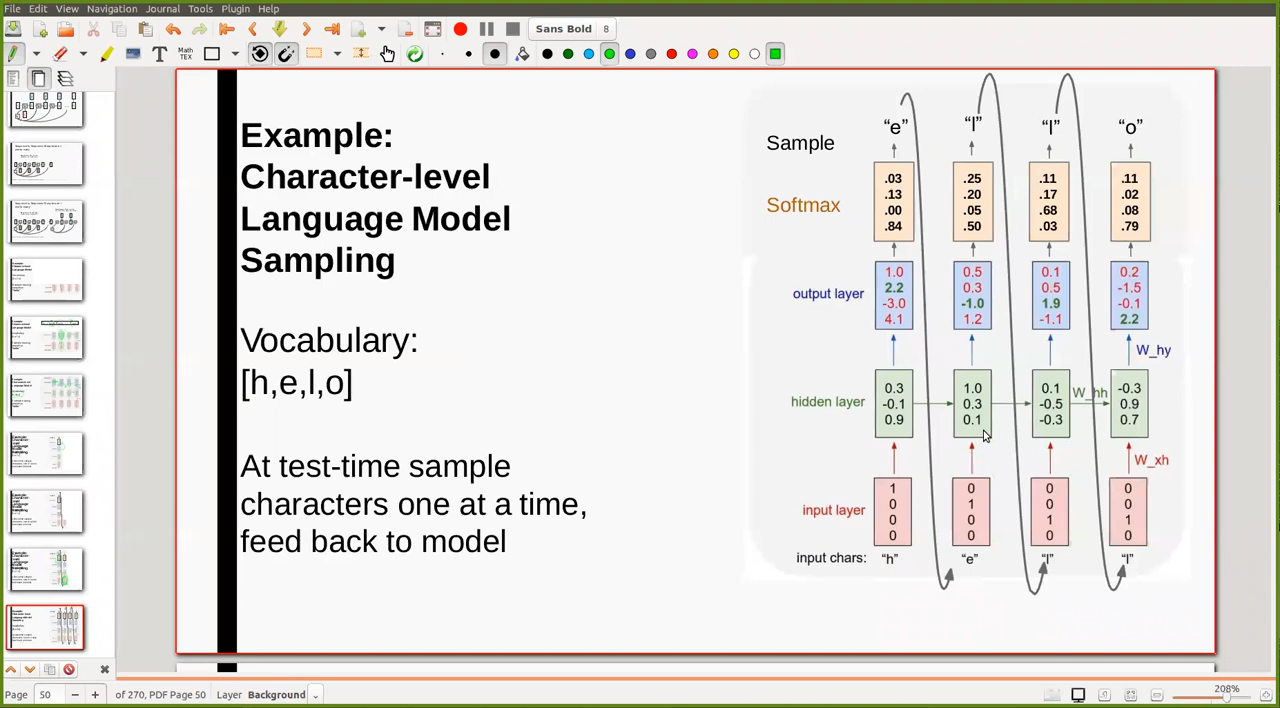 File Edit View Navigation Journal Tools Plugin Help
Sans Bold 8
T Math TEX
Example:
Character-level
Language Model
Sampling
Vocabulary:
[h,e,l,o]
At test-time sample
characters one at a time,
feed back to model
Sample
“e” “l” “l” “o”
Softmax
.03 .25 .11 .11
.13 .20 .17 .02
.00 .05 .68 .08
.84 .50 .03 .79
output layer
1.0 0.5 0.1 0.2
2.2 0.3 0.5 -1.5
-3.0 -1.0 1.9 -0.1
4.1 1.2 -1.1 2.2
W_hy
hidden layer
0.3 1.0 0.1 -0.3
-0.1 0.3 -0.5 0.9
0.9 0.1 -0.3 0.7
W_hh
W_xh
input layer
1 0 0 0
0 1 0 0
0 0 1 1
0 0 0 0
input chars: “h” “e” “l” “l”
Page 50 of 270, PDF Page 50 Layer Background
208%